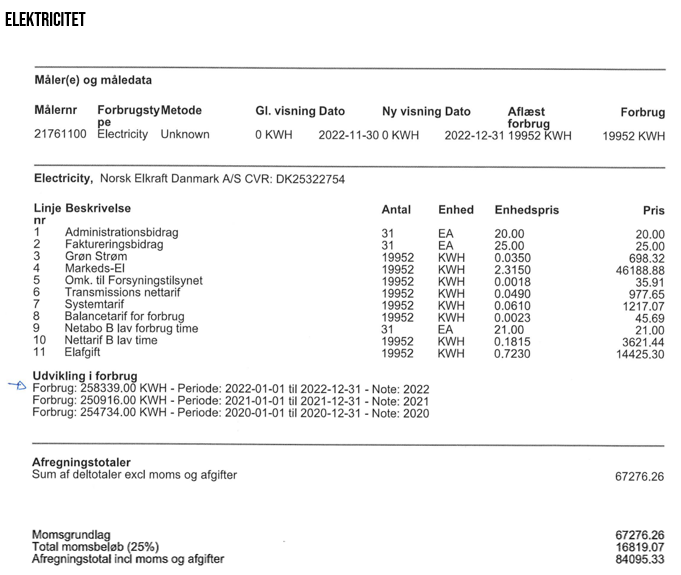 ELEKTRICITET
Måler(e) og måledata
Målernr ForbrugstyMetode Gl. visning Dato Ny visning Dato Aflæst Forbrug
pe forbrug
21761100 Electricity Unknown 0 KWH 2022-11-30 0 KWH 2022-12-31 19952 KWH 19952 KWH
Electricity, Norsk Elkraft Danmark A/S CVR: DK25322754
Linje Beskrivelse Antal Enhed Enhedspris Pris
nr
1 Administrationsbidrag 31 EA 20.00 20.00
2 Faktureringsbidrag 31 EA 25.00 25.00
3 Grøn Strøm 19952 KWH 0.0350 698.32
4 Markeds-El 19952 KWH 2.3150 46188.88
5 Omk. til Forsyningstilsynet 19952 KWH 0.0018 35.91
6 Transmissions nettarif 19952 KWH 0.0490 977.65
7 Systemtarif 19952 KWH 0.0610 1217.07
8 Balancetarif for forbrug 19952 KWH 0.0023 45.69
9 Netabo B lav forbrug time 31 EA 21.00 21.00
10 Nettarif B lav time 19952 KWH 0.1815 3621.44
11 Elafgift 19952 KWH 0.7230 14425.30
Udvikling i forbrug
Forbrug: 258339.00 KWH - Periode: 2022-01-01 til 2022-12-31 - Note: 2022
Forbrug: 250916.00 KWH - Periode: 2021-01-01 til 2021-12-31 - Note: 2021
Forbrug: 254734.00 KWH - Periode: 2020-01-01 til 2020-12-31 - Note: 2020
Afregningstotaler
Sum af deltotaler excl moms og afgifter 67276.26
Momsgrundlag 67276.26
Total momsbeløb (25%) 16819.07
Afregningstotal incl moms og afgifter 84095.33